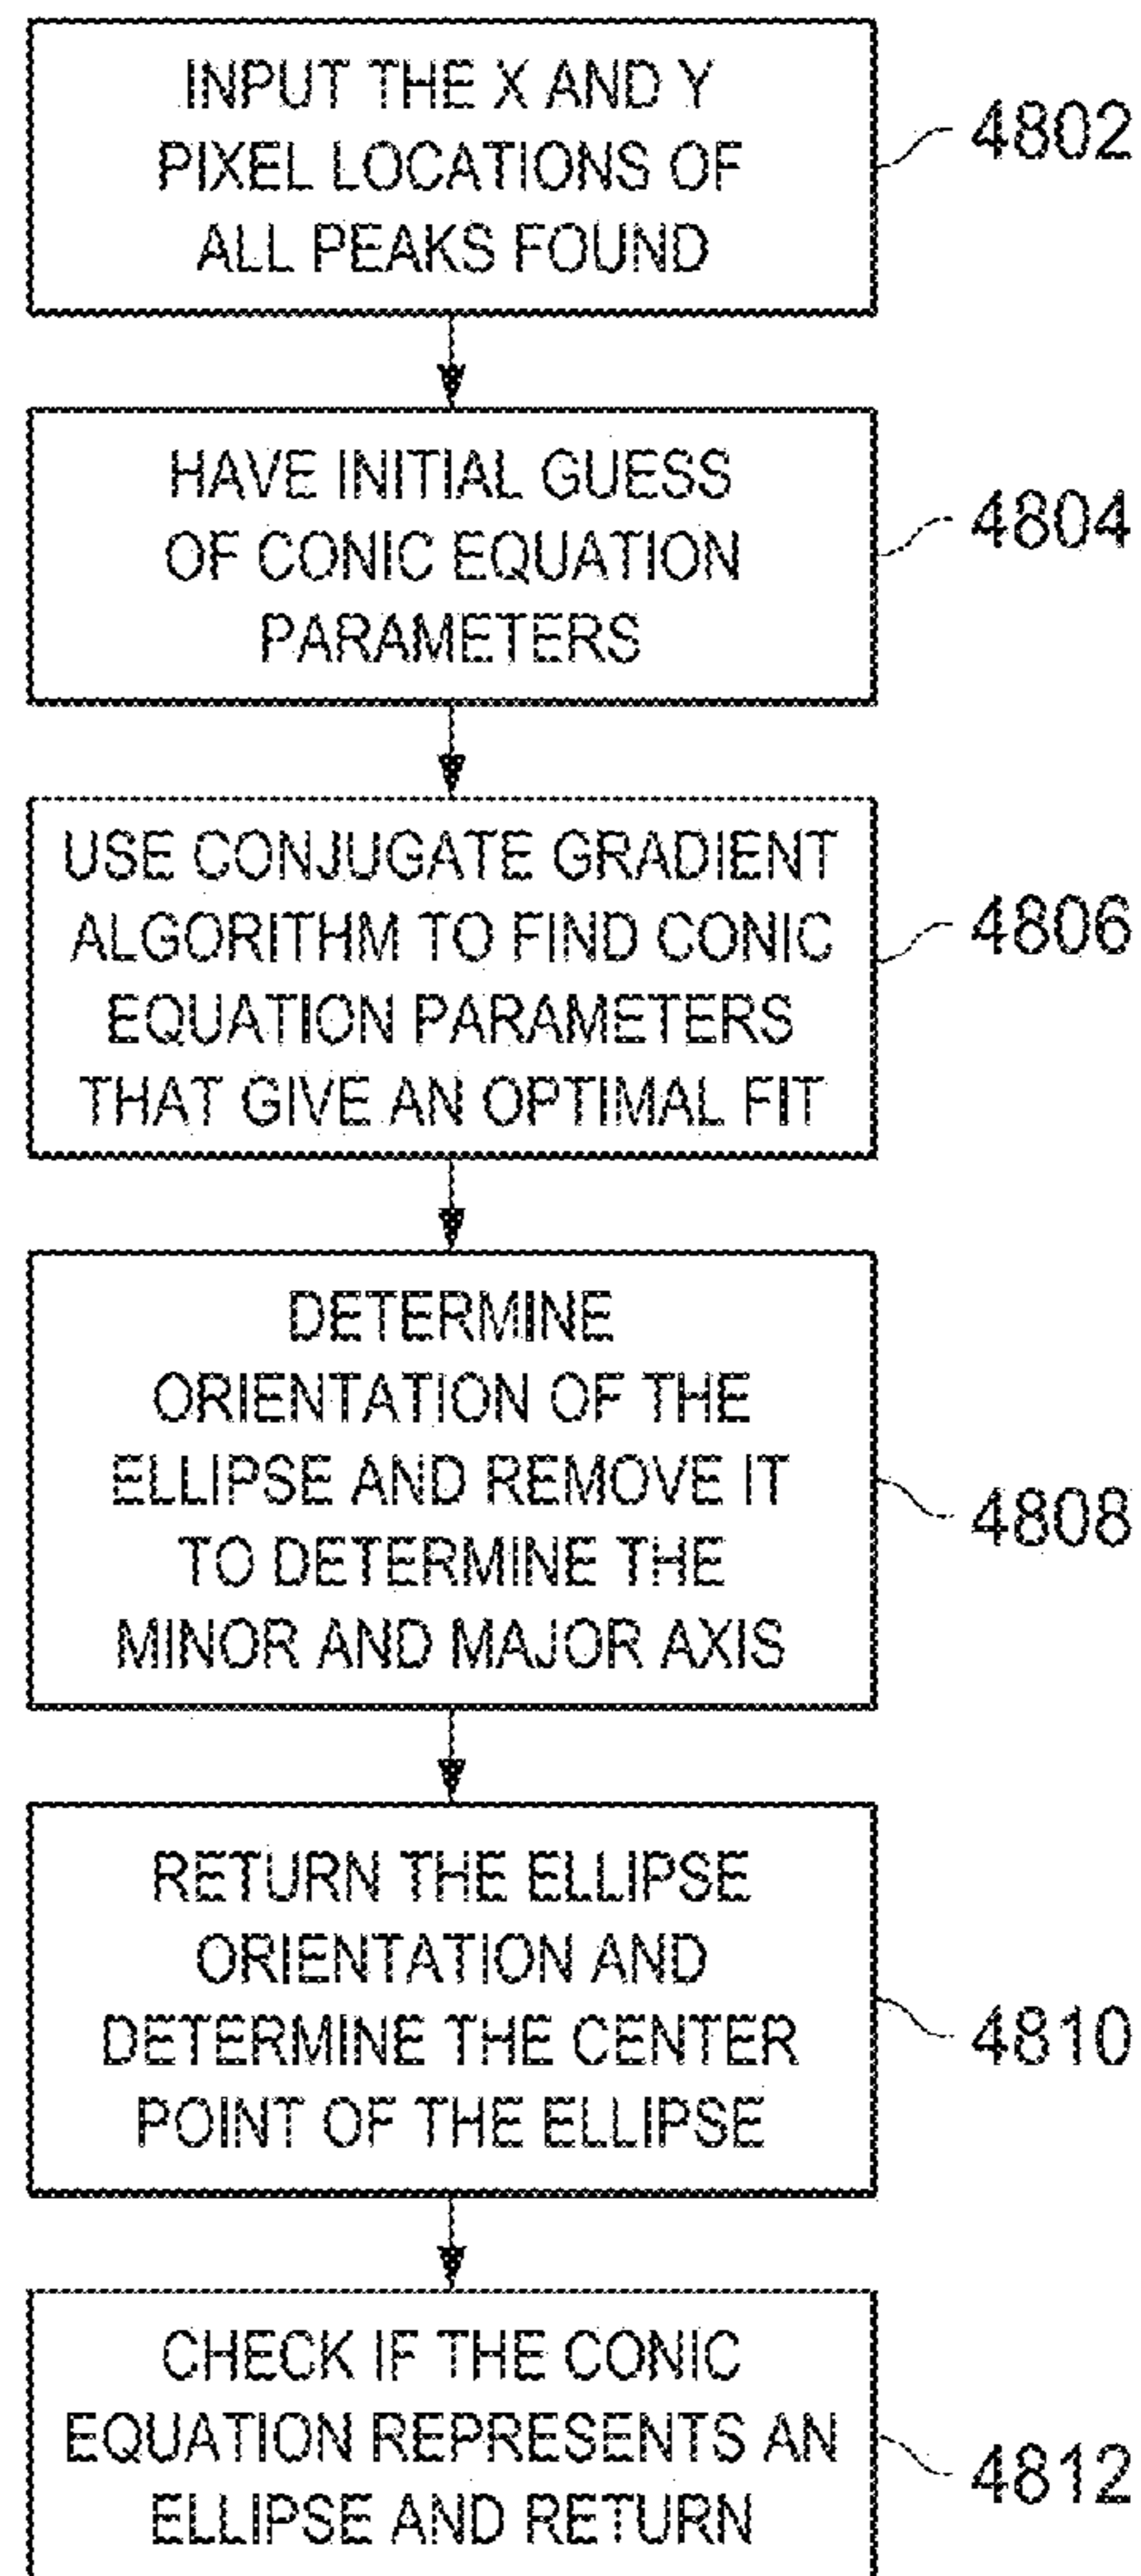 INPUT THE X AND Y
PIXEL LOCATIONS OF
ALL PEAKS FOUND
4802
HAVE INITIAL GUESS
OF CONIC EQUATION
PARAMETERS
4804
USE CONJUGATE GRADIENT
ALGORITHM TO FIND CONIC
EQUATION PARAMETERS
THAT GIVE AN OPTIMAL FIT
4806
DETERMINE
ORIENTATION OF THE
ELLIPSE AND REMOVE IT
TO DETERMINE THE
MINOR AND MAJOR AXIS
4808
RETURN THE ELLIPSE
ORIENTATION AND
DETERMINE THE CENTER
POINT OF THE ELLIPSE
4810
CHECK IF THE CONIC
EQUATION REPRESENTS AN
ELLIPSE AND RETURN
4812